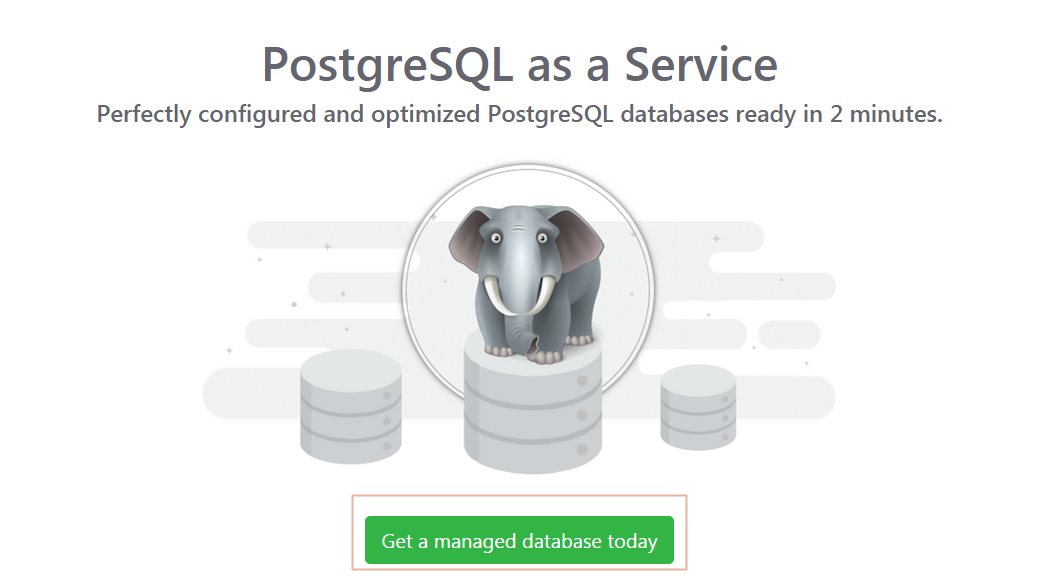 PostgreSQL as a Service
Perfectly configured and optimized PostgreSQL databases ready in 2 minutes.
Get a managed database today